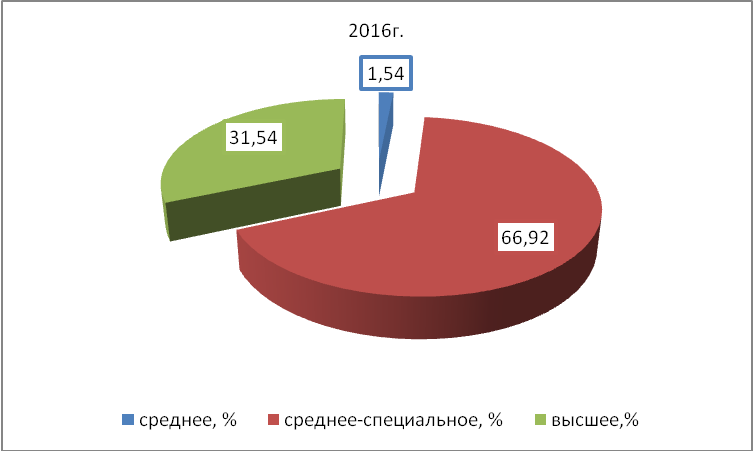 2016г.
1,54
31,54
66,92
среднее, %
среднее-специальное, %
высшее,%